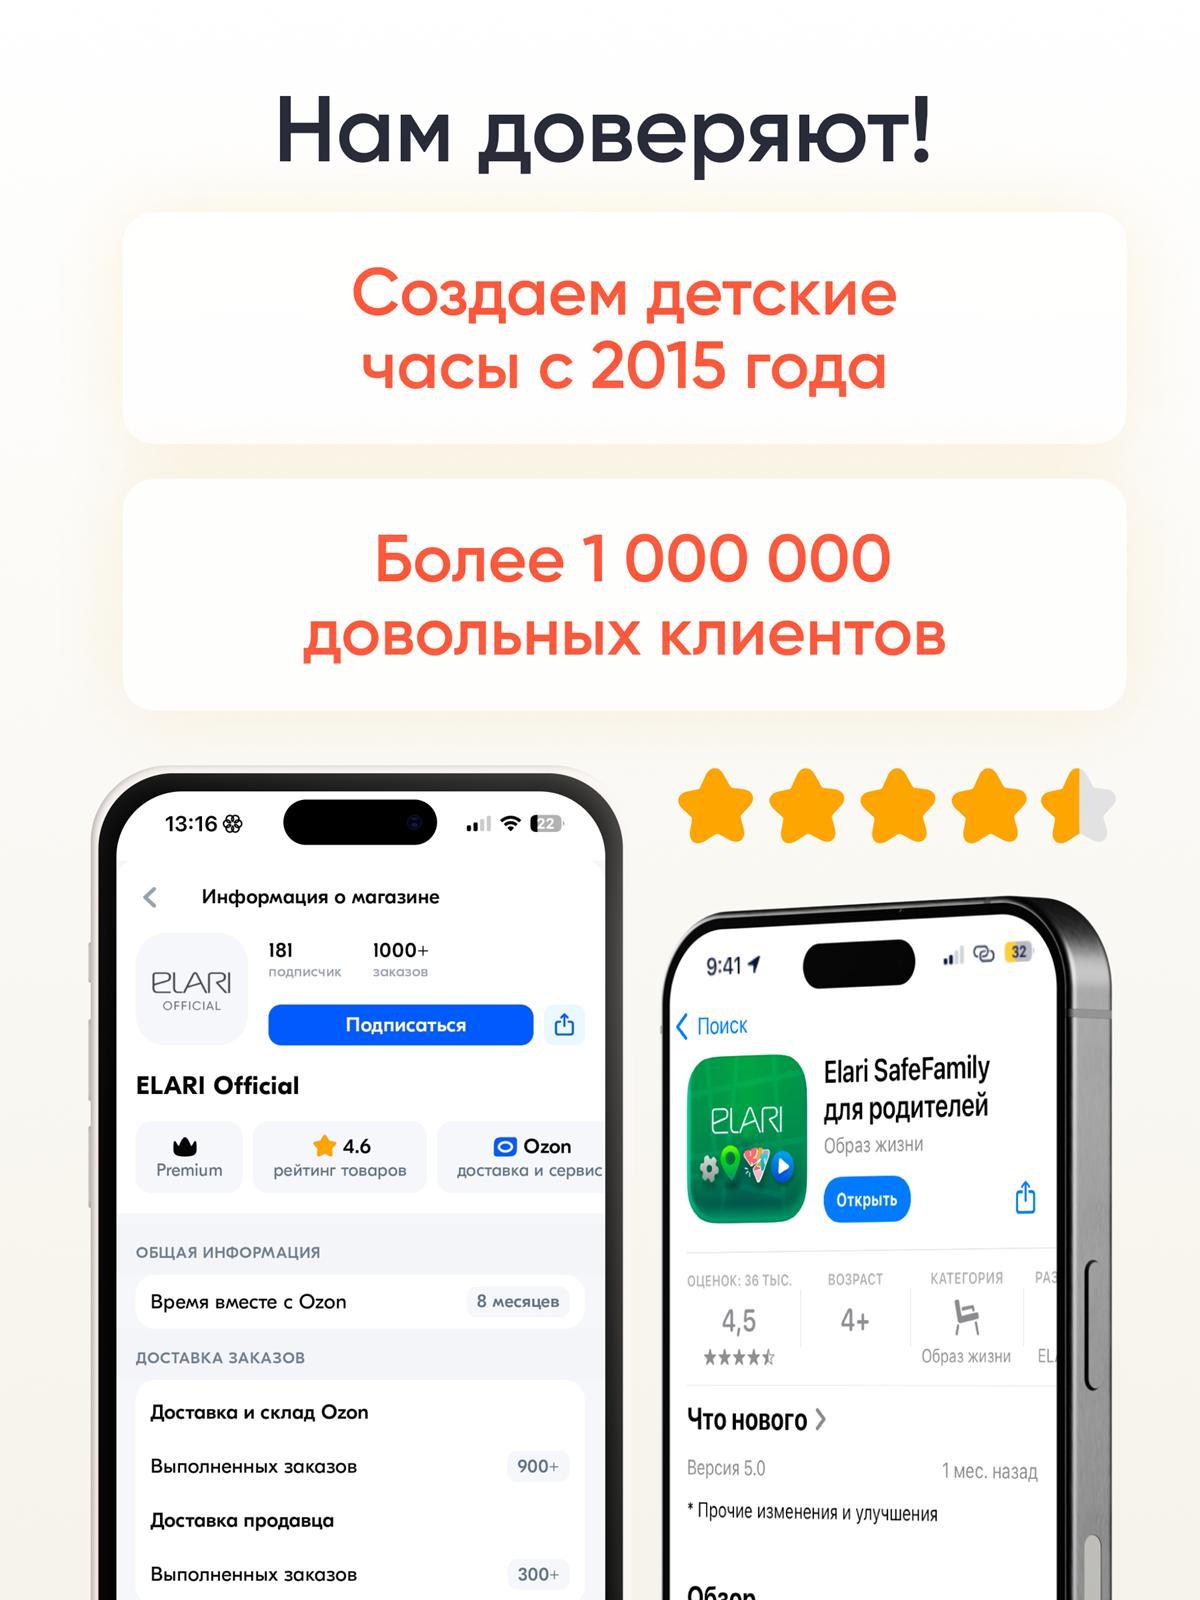 Нам доверяют!
Создаем детские
часы с 2015 года
Более 1 000 000
довольных клиентов
13:16
22
Информация о магазине
ELARI
OFFICIAL
181
подписчик
1000+
заказов
Подписаться
ELARI Official
Premium
4.6
рейтинг товаров
Ozon
доставка и сервис
ОБЩАЯ ИНФОРМАЦИЯ
Время вместе с Ozon
8 месяцев
ДОСТАВКА ЗАКАЗОВ
Доставка и склад Ozon
Выполненных заказов
900+
Доставка продавца
Выполненных заказов
300+
9:41
32
Поиск
ELARI
Elari SafeFamily
для родителей
Образ жизни
Открыть
ОЦЕНОК: 36 ТЫС.
4,5
ВОЗРАСТ
4+
КАТЕГОРИЯ
Образ жизни
РАЗ
ELA
Что нового
Версия 5.0
1 мес. назад
* Прочие изменения и улучшения
Обзор